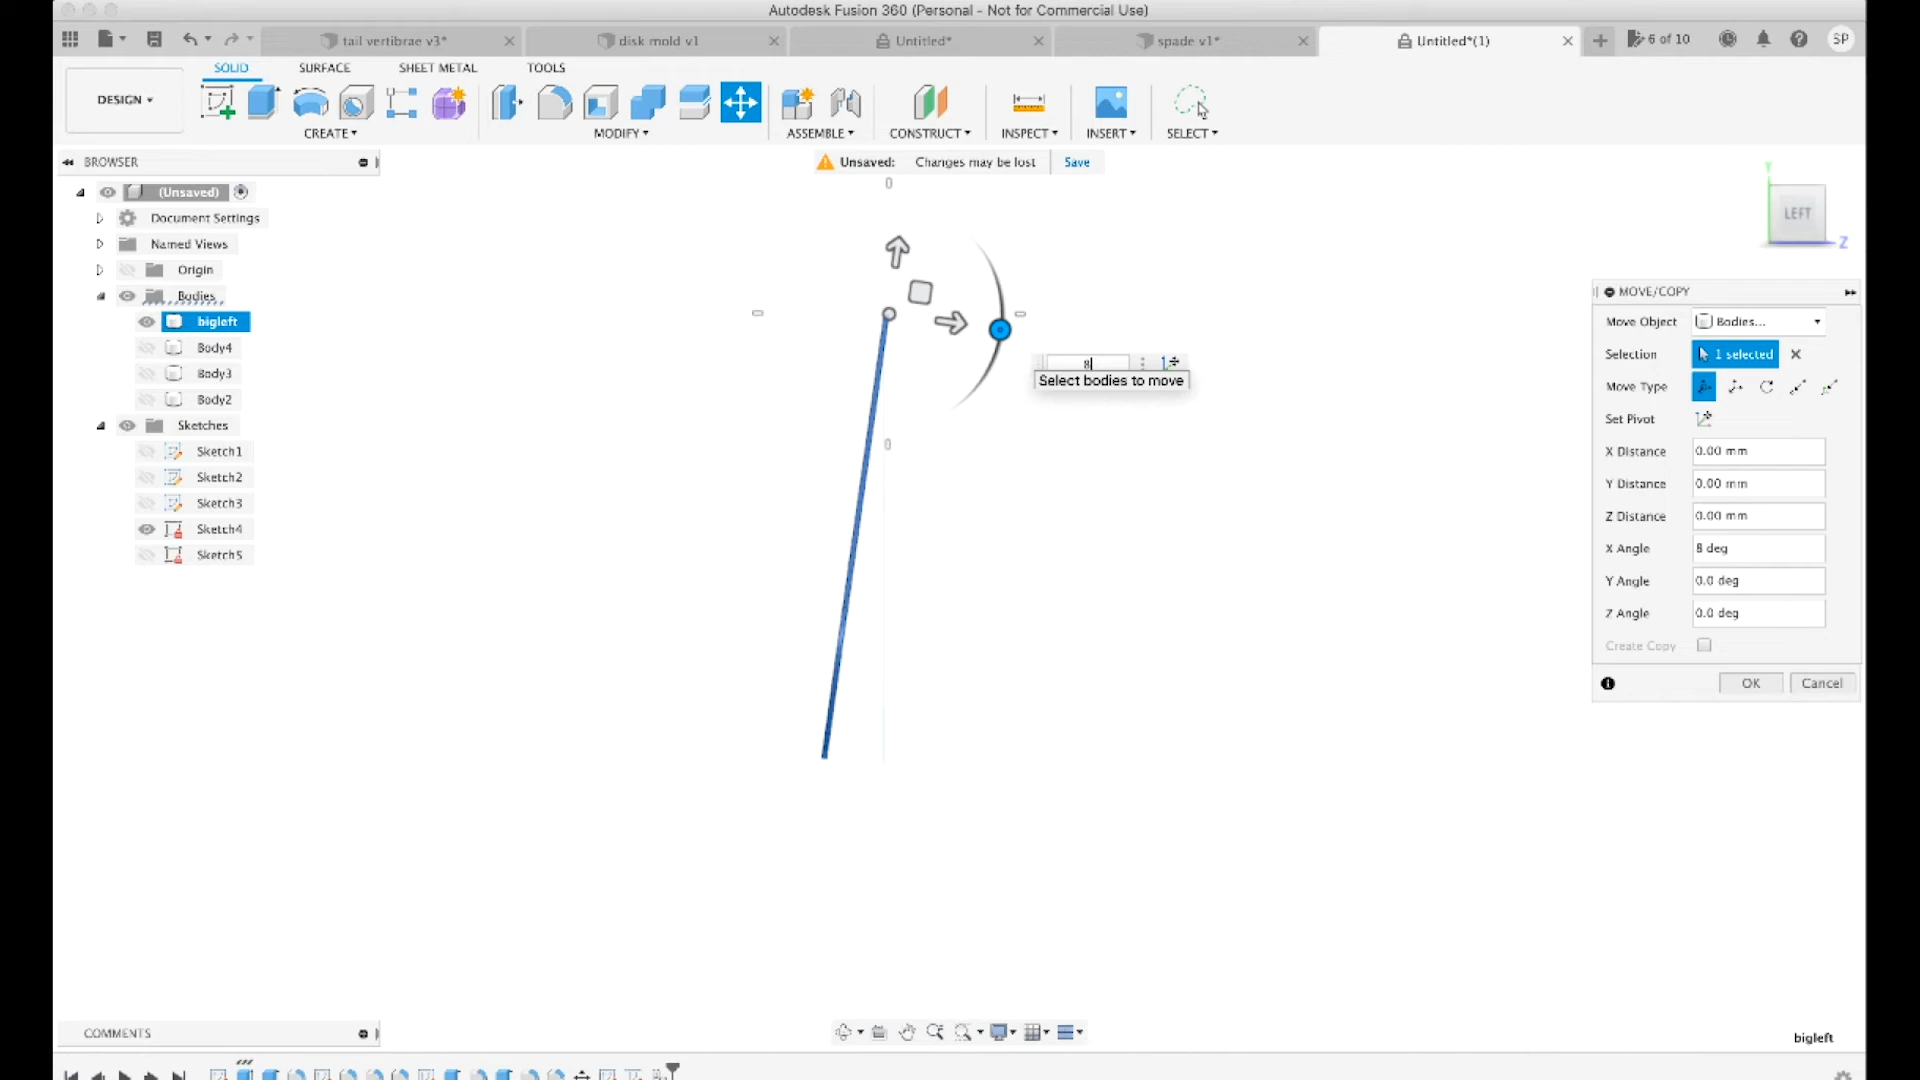 Autodesk Fusion 360 (Personal - Not for Commercial Use)
tail vertibrae v3*
disk mold v1
Untitled*
spade v1*
Untitled*(1)
6 of 10
SP
DESIGN
SOLID
SURFACE
SHEET METAL
TOOLS
CREATE
MODIFY
ASSEMBLE
CONSTRUCT
INSPECT
INSERT
SELECT
BROWSER
Unsaved: Changes may be lost Save
(Unsaved)
Document Settings
Named Views
Origin
Bodies
bigleft
Body4
Body3
Body2
Sketches
Sketch1
Sketch2
Sketch3
Sketch4
Sketch5
0
0
8
Select bodies to move
Y
LEFT
Z
MOVE/COPY
Move Object Bodies...
Selection 1 selected
Move Type
Set Pivot
X Distance 0.00 mm
Y Distance 0.00 mm
Z Distance 0.00 mm
X Angle 8 deg
Y Angle 0.0 deg
Z Angle 0.0 deg
Create Copy
OK Cancel
COMMENTS
bigleft